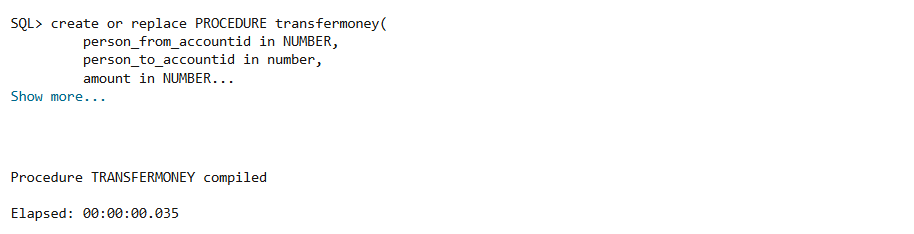 SQL> create or replace PROCEDURE transfermoney(
person_from_accountid in NUMBER,
person_to_accountid in number,
amount in NUMBER...
Show more...
Procedure TRANSFERMONEY compiled
Elapsed: 00:00:00.035